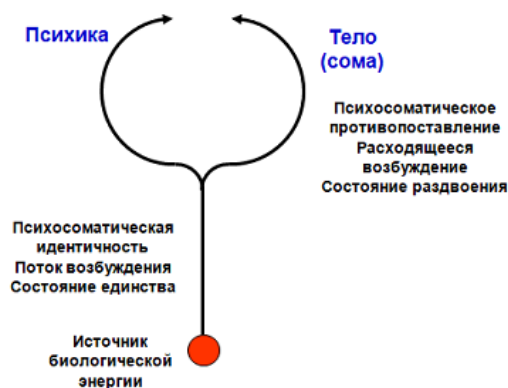 Психика
Тело
(сома)
Психосоматическое
противопоставление
Расходящееся
возбуждение
Состояние раздвоения
Психосоматическая
идентичность
Поток возбуждения
Состояние единства
Источник
биологической
энергии